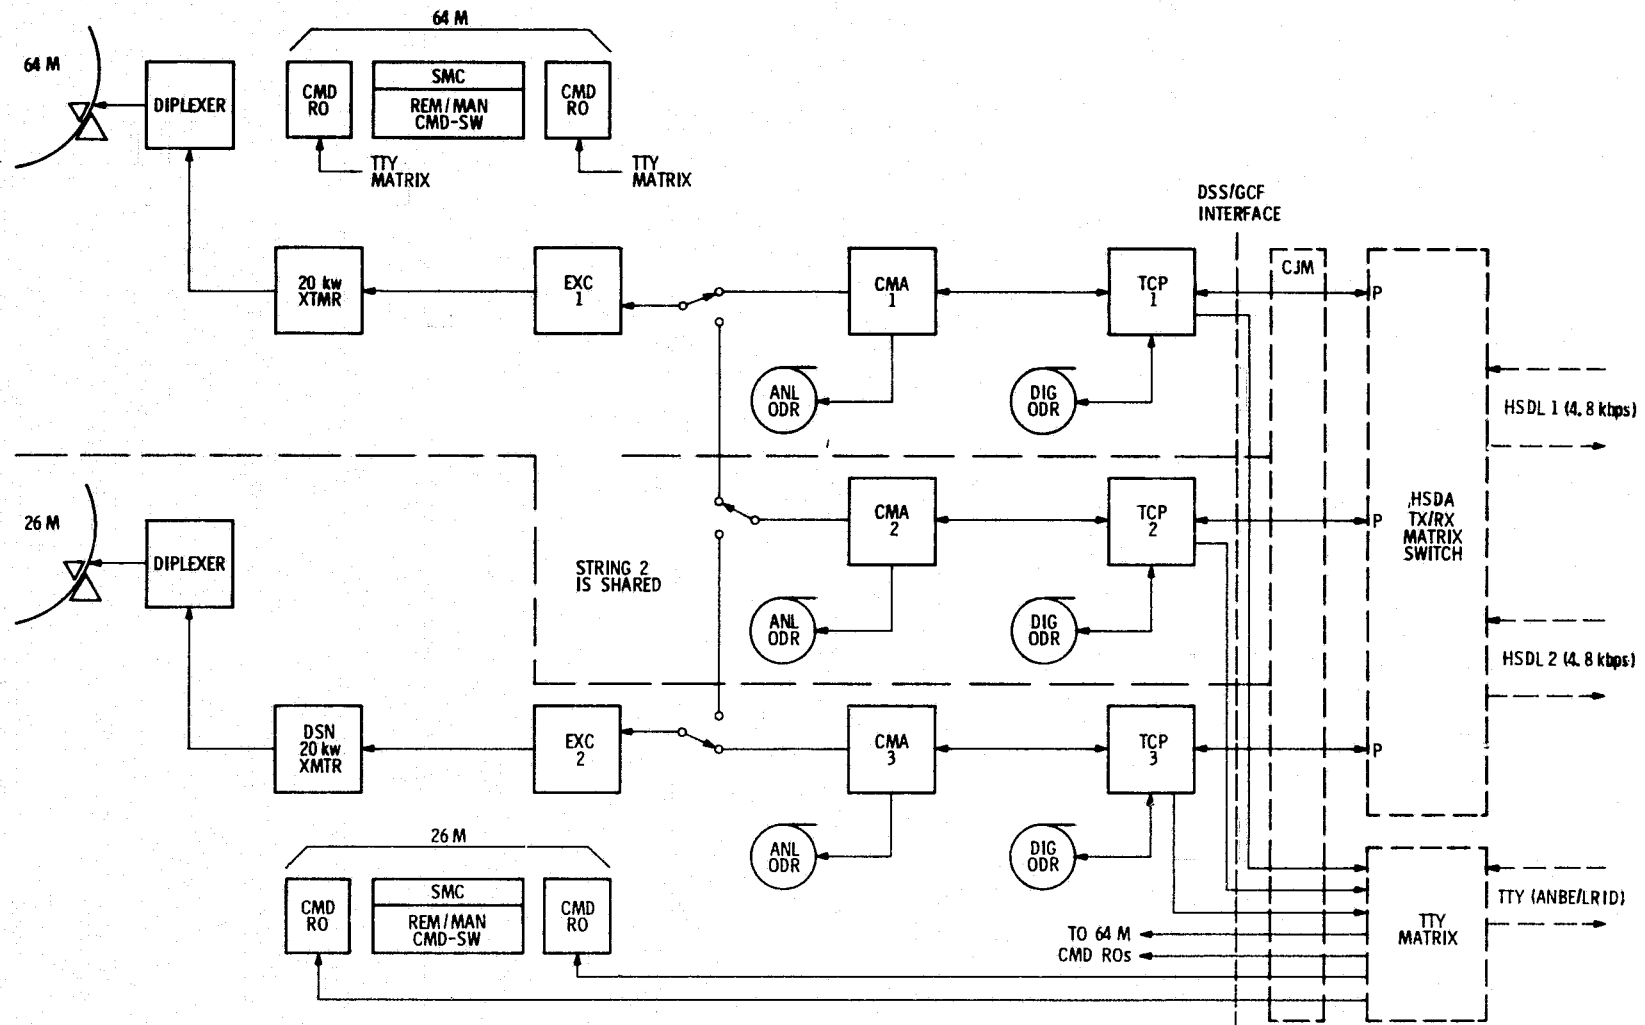 64 M
64 M
CMD
RO
SMC
REM/MAN
CMD-SW
CMD
RO
DIPLEXER
TTY
MATRIX
TTY
MATRIX
DSS/GCF
INTERFACE
20 kw
XTMR
EXC
1
CMA
1
TCP
1
CJM
P
ANL
ODR
DIG
ODR
HSDL 1 (4.8 kbps)
26 M
DIPLEXER
STRING 2
IS SHARED
CMA
2
TCP
2
P
HSDA
TX/RX
MATRIX
SWITCH
ANL
ODR
DIG
ODR
HSDL 2 (4.8 kbps)
DSN
20 kw
XMTR
EXC
2
CMA
3
TCP
3
P
26 M
ANL
ODR
DIG
ODR
CMD
RO
SMC
REM/MAN
CMD-SW
CMD
RO
TO 64 M
CMD ROs
TTY
MATRIX
TTY (ANBE/LRID)